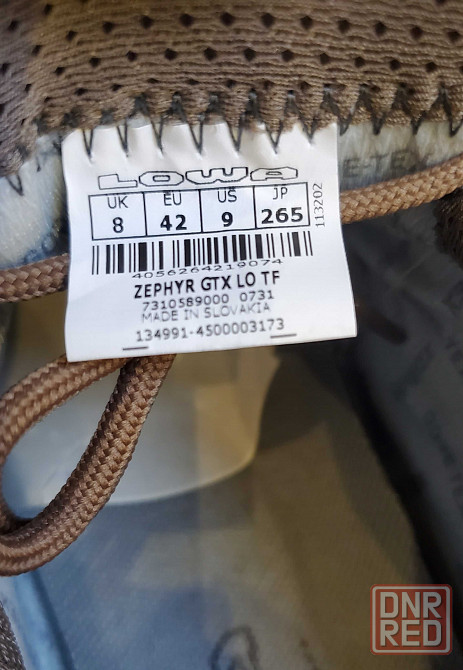 LOWA
UK EU US JP
8 42 9 265
113202
4056264219074
ZEPHYR GTX LO TF
7310589000 0731
MADE IN SLOVAKIA
134991-4500003173
DNR
RED